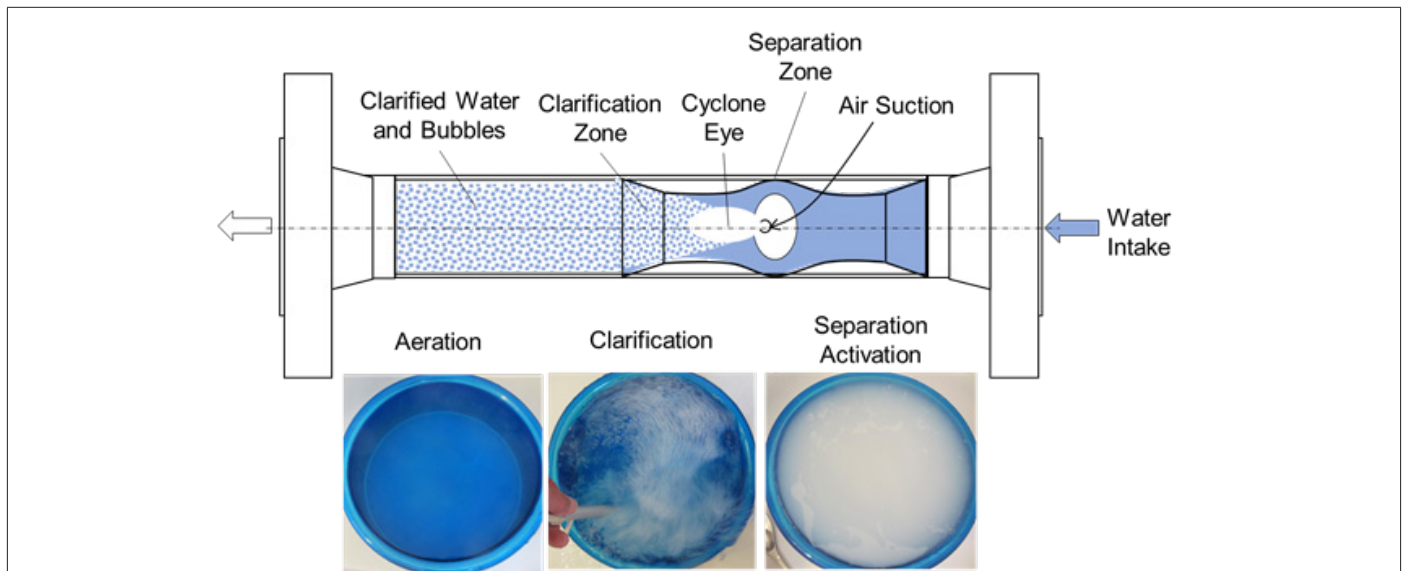 Separation
Zone
Clarified Water
and Bubbles
Clarification
Zone
Cyclone
Eye
Air Suction
Water
Intake
Aeration
Clarification
Separation
Activation